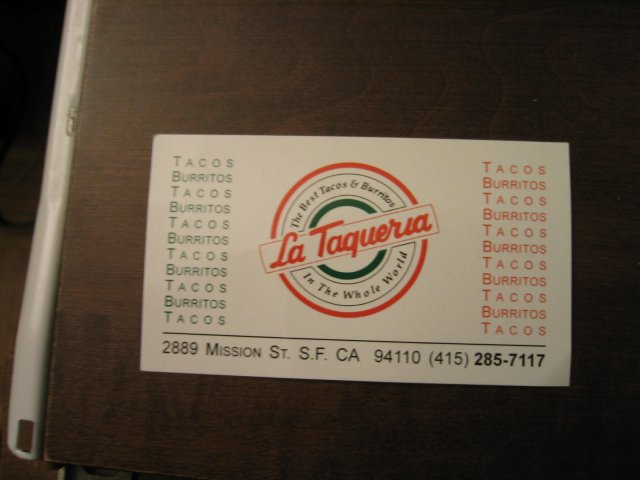 TACOS
BURRITOS
TACOS
BURRITOS
TACOS
BURRITOS
TACOS
BURRITOS
TACOS
BURRITOS
TACOS
The Best Tacos & Burritos
La Taqueria
In The Whole World
TACOS
BURRITOS
TACOS
BURRITOS
TACOS
BURRITOS
TACOS
BURRITOS
TACOS
BURRITOS
TACOS
2889 MISSION ST. S.F. CA 94110 (415) 285-7117